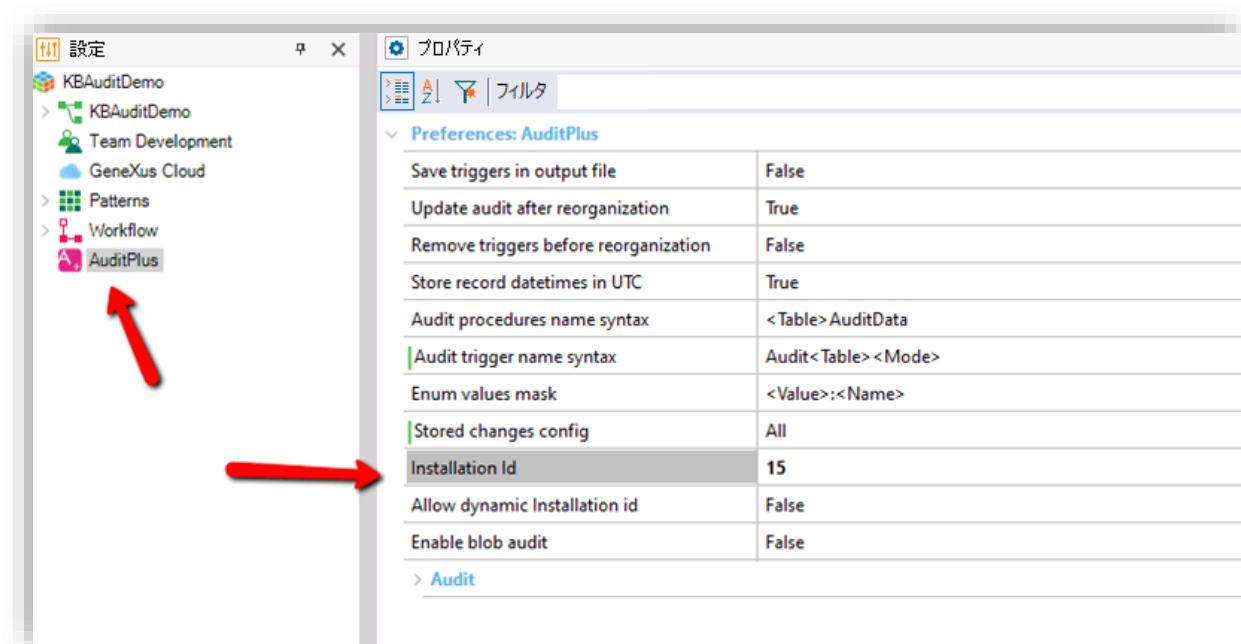 設定
KBAuditDemo
KBAuditDemo
Team Development
GeneXus Cloud
Patterns
Workflow
AuditPlus
プロパティ
フィルタ
Preferences: AuditPlus
Save triggers in output file False
Update audit after reorganization True
Remove triggers before reorganization False
Store record datetimes in UTC True
Audit procedures name syntax <Table>AuditData
Audit trigger name syntax Audit<Table><Mode>
Enum values mask <Value>:<Name>
Stored changes config All
Installation Id 15
Allow dynamic Installation id False
Enable blob audit False
Audit